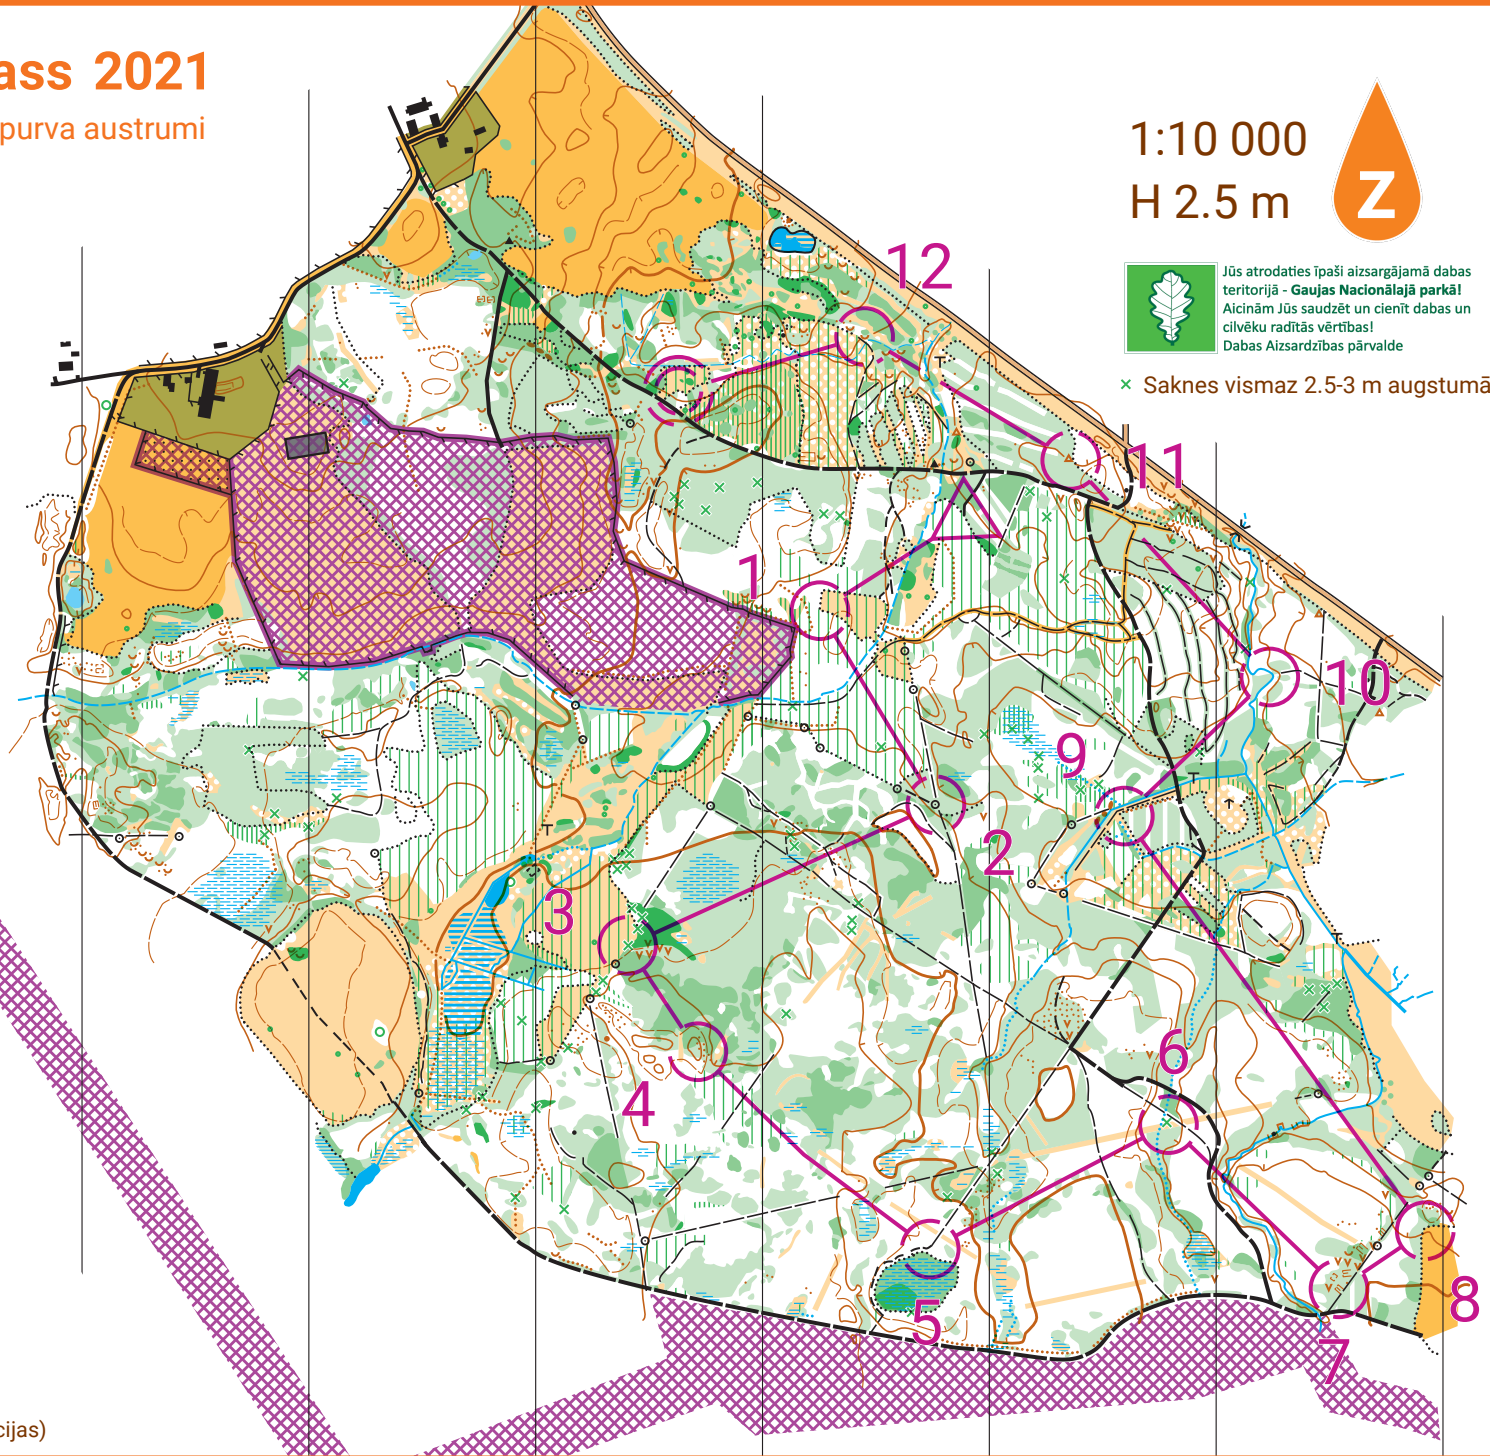 ass 2021
purva austrumi
1:10 000
H 2.5 m
Z
Jūs atrodaties īpaši aizsargājamā dabas
teritorijā - Gaujas Nacionālajā parkā!
Aicinām Jūs saudzēt un cienīt dabas un
cilvēku radītās vērtības!
Dabas Aizsardzības pārvalde
× Saknes vismaz 2.5-3 m augstumā
12
11
1
10
9
2
3
6
4
8
5
7
cijas)